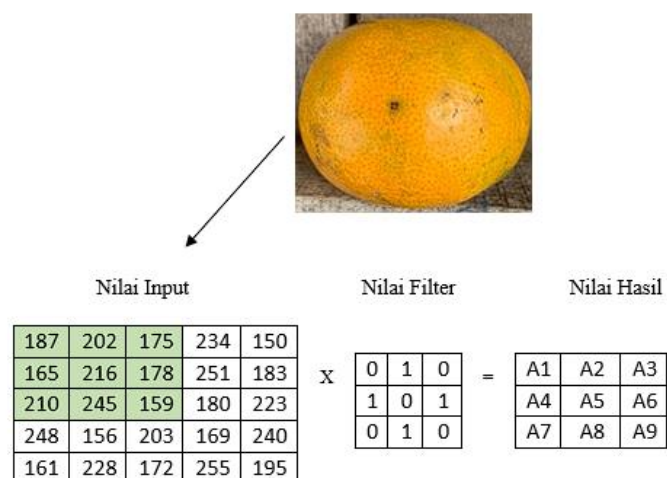 Nilai Input Nilai Filter Nilai Hasil
187 202 175 234 150
165 216 178 251 183 X 0 1 0 = A1 A2 A3
210 245 159 180 223 1 0 1 A4 A5 A6
248 156 203 169 240 0 1 0 A7 A8 A9
161 228 172 255 195